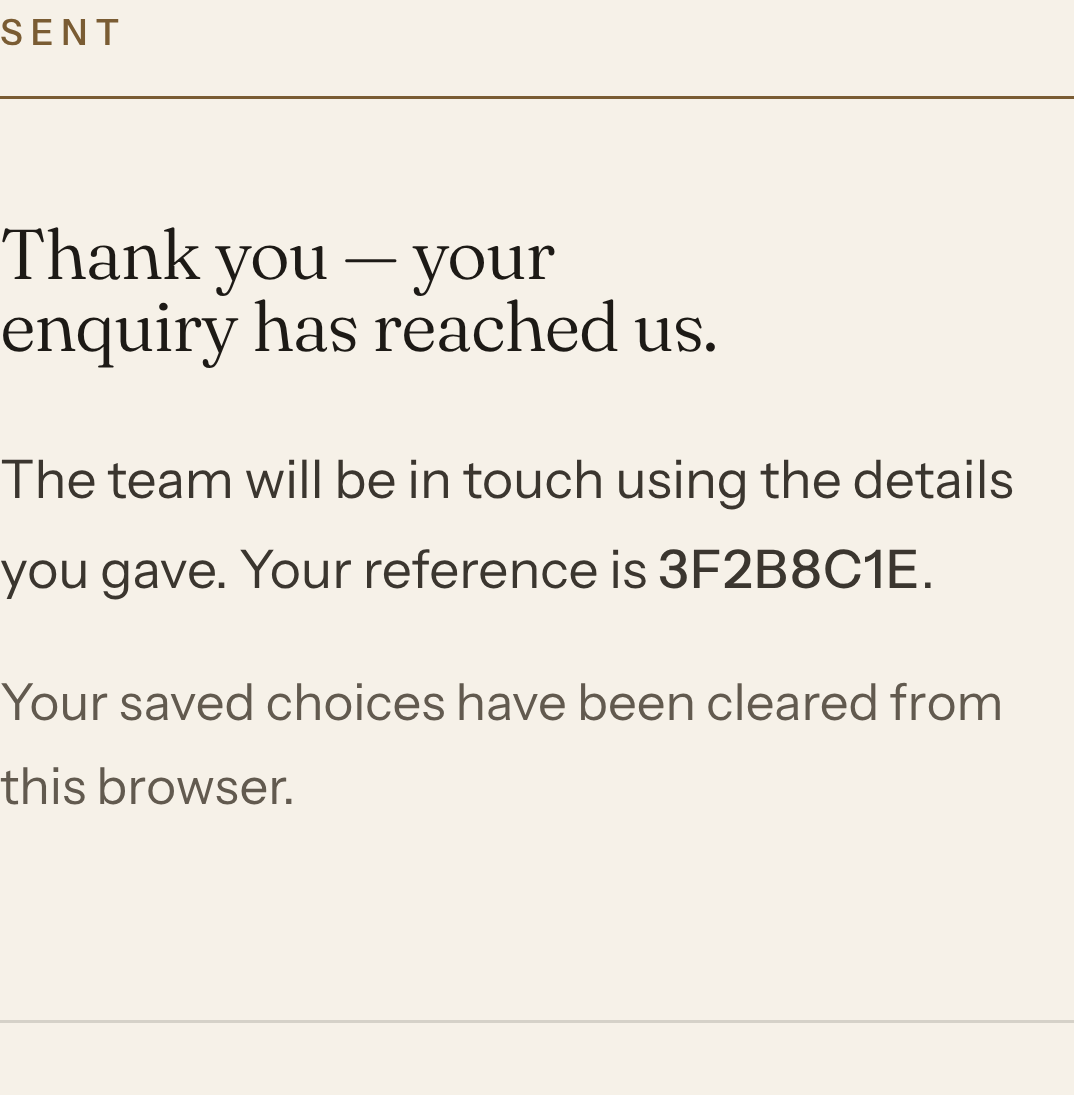 SENT
Thank you — your
enquiry has reached us.
The team will be in touch using the details
you gave. Your reference is 3F2B8C1E.
Your saved choices have been cleared from
this browser.